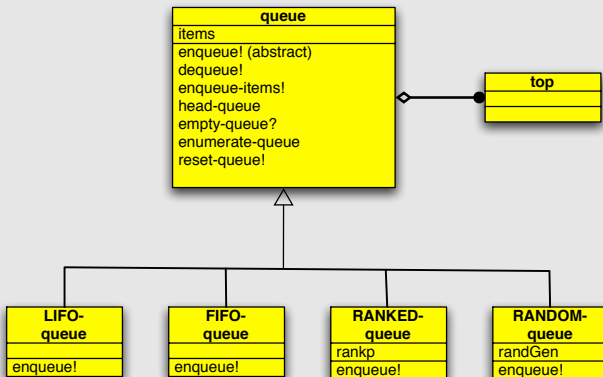 queue
items
enqueue! (abstract)
dequeue!
enqueue-items!
head-queue
empty-queue?
enumerate-queue
reset-queue!
top
LIFO-
queue
enqueue!
FIFO-
queue
enqueue!
RANKED-
queue
rankp
enqueue!
RANDOM-
queue
randGen
enqueue!